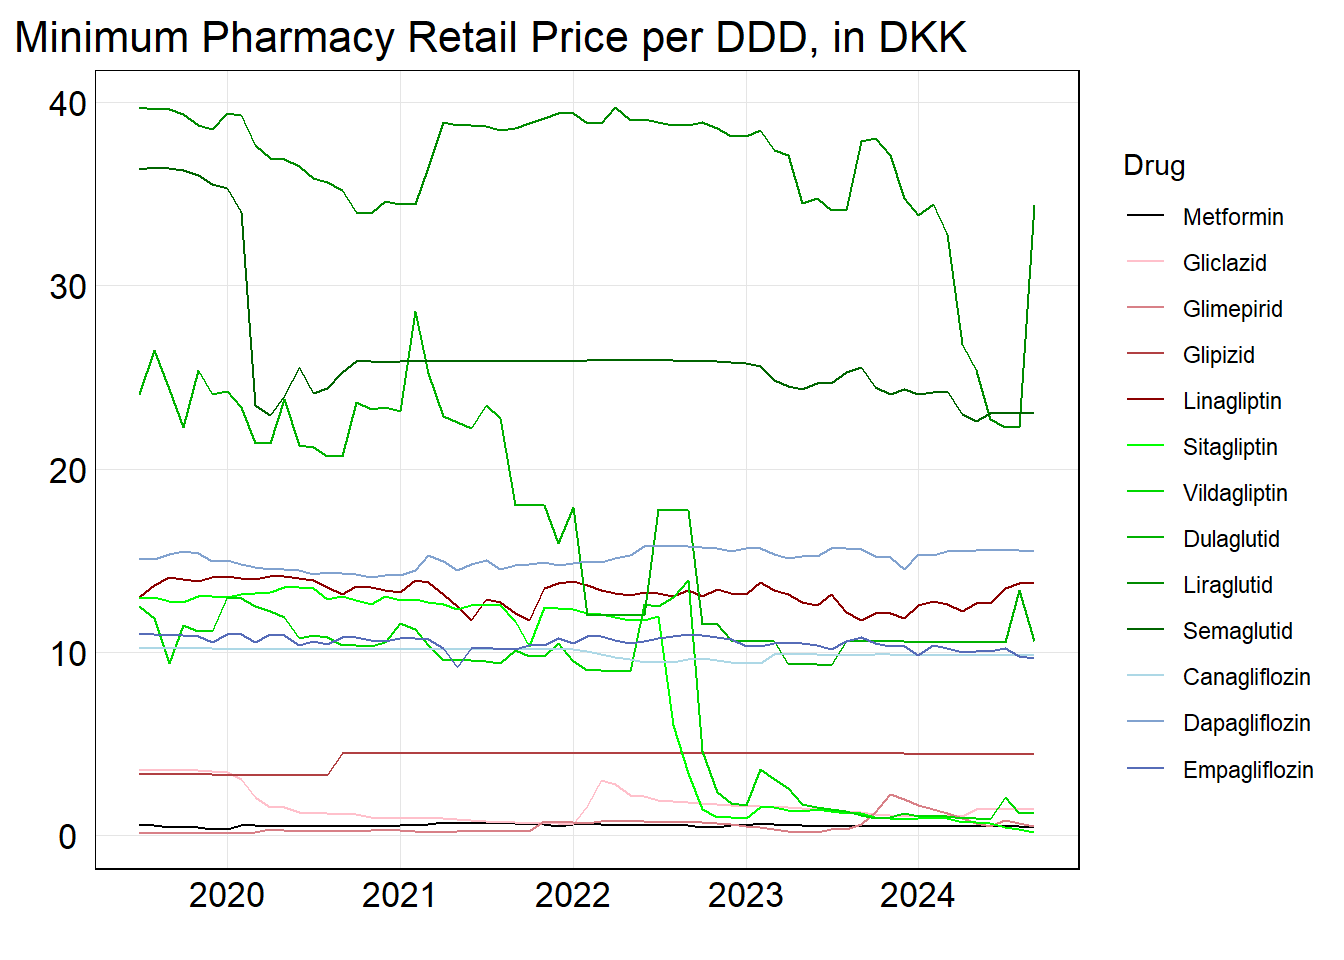 Minimum Pharmacy Retail Price per DDD, in DKK
40
30
20
10
0
2020 2021 2022 2023 2024
Drug
Metformin
Gliclazid
Glimepirid
Glipizid
Linagliptin
Sitagliptin
Vildagliptin
Dulaglutid
Liraglutid
Semaglutid
Canagliflozin
Dapagliflozin
Empagliflozin